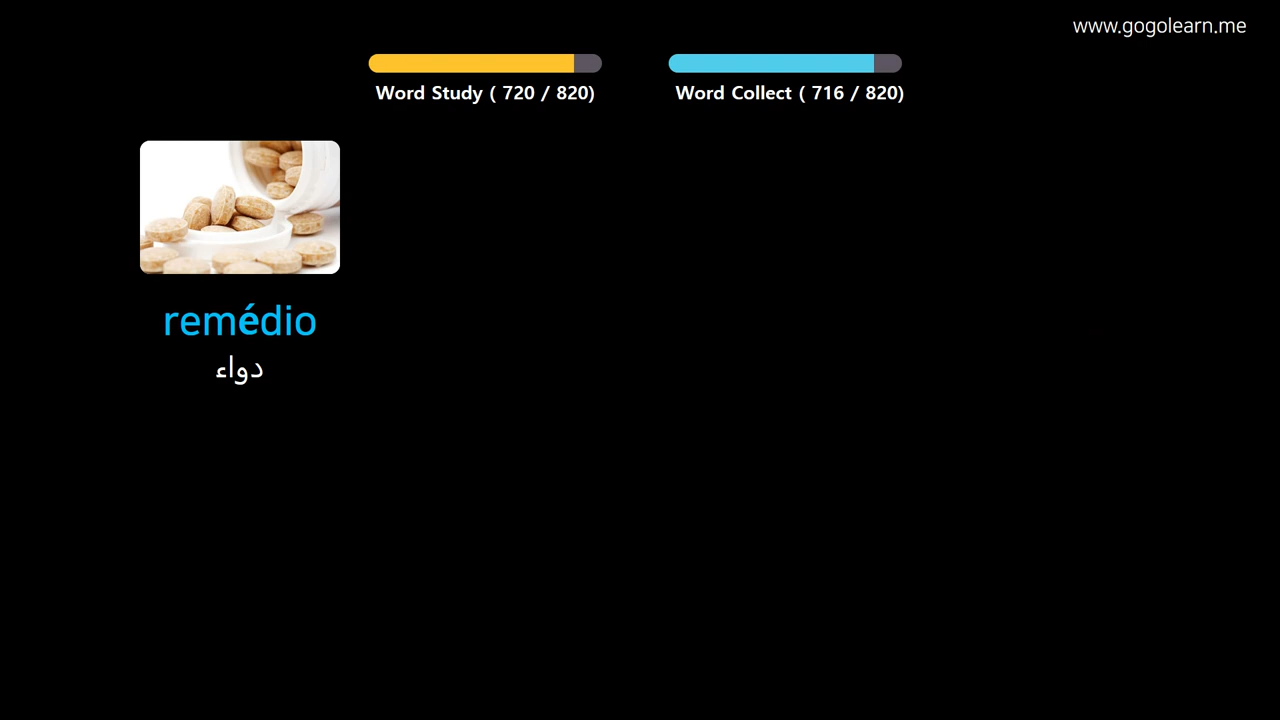 www.gogolearn.me
Word Study ( 720 / 820)
Word Collect ( 716 / 820)
remédio
دواء